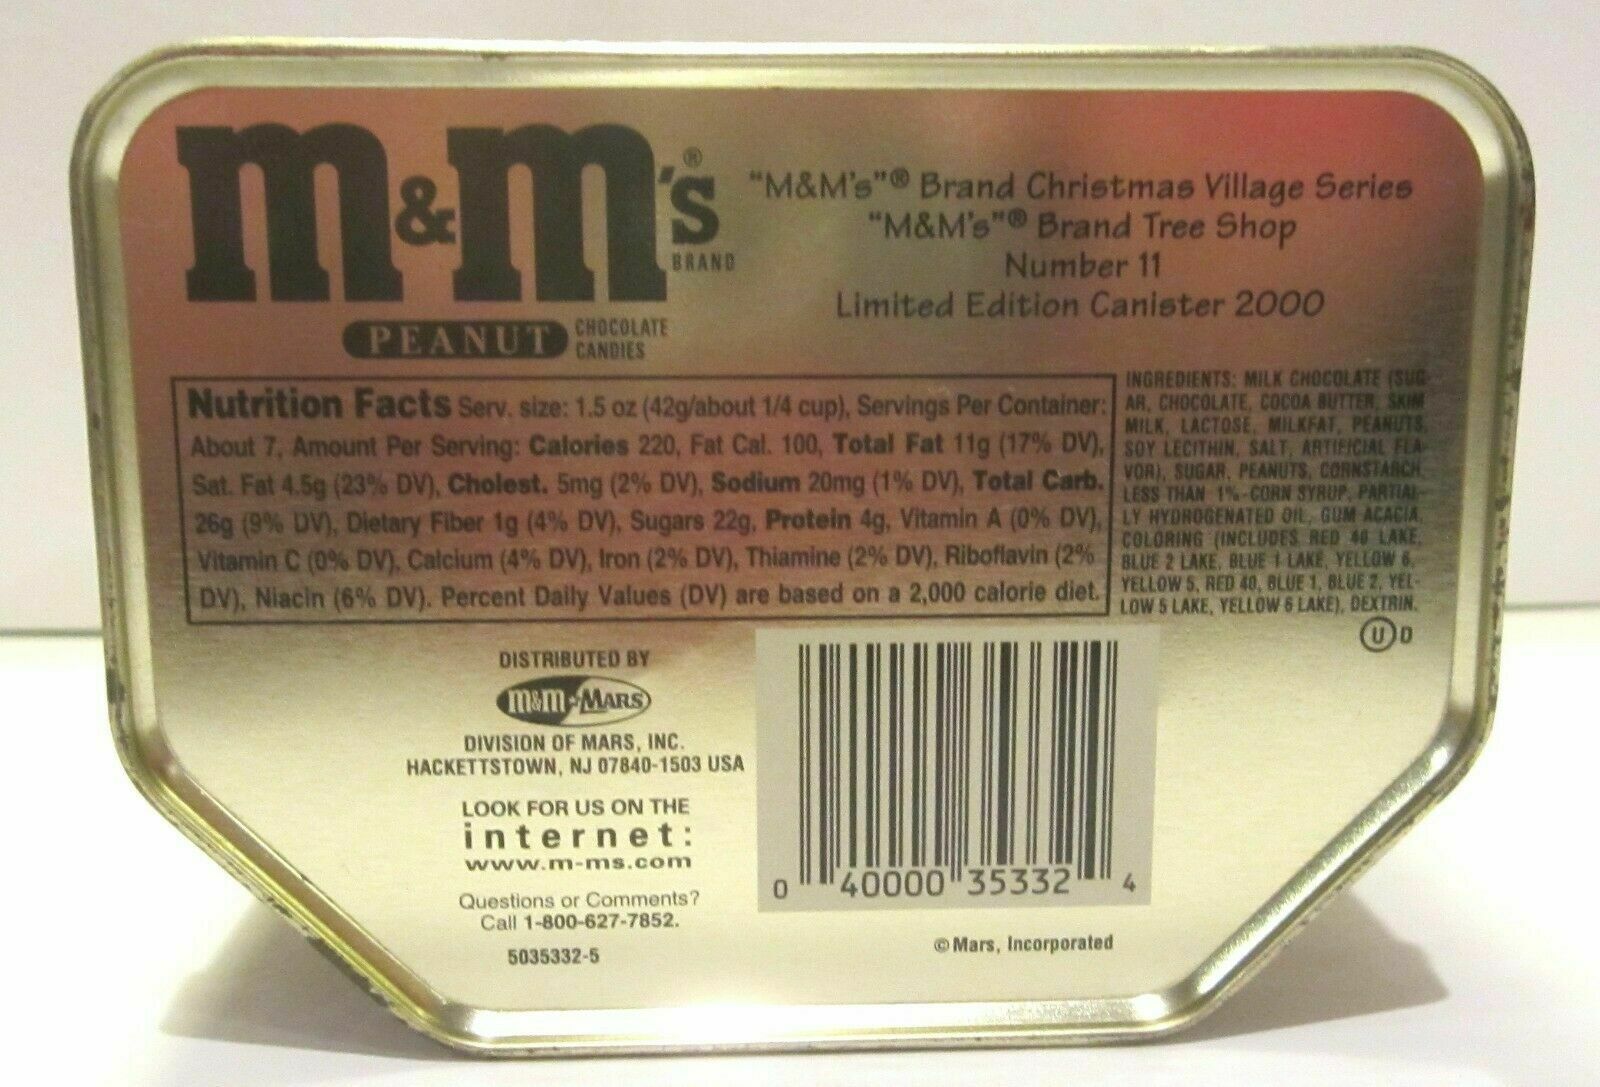 m&m's®
BRAND
PEANUT CHOCOLATE
CANDIES
"M&M's"® Brand Christmas Village Series
"M&M's"® Brand Tree Shop
Number 11
Limited Edition Canister 2000
Nutrition Facts Serv. size: 1.5 oz (42g/about 1/4 cup), Servings Per Container:
About 7, Amount Per Serving: Calories 220, Fat Cal. 100, Total Fat 11g (17% DV),
Sat. Fat 4.5g (23% DV), Cholest. 5mg (2% DV), Sodium 20mg (1% DV), Total Carb.
26g (9% DV), Dietary Fiber 1g (4% DV), Sugars 22g, Protein 4g, Vitamin A (0% DV),
Vitamin C (0% DV), Calcium (4% DV), Iron (2% DV), Thiamine (2% DV), Riboflavin (2%
DV), Niacin (6% DV). Percent Daily Values (DV) are based on a 2,000 calorie diet.
INGREDIENTS: MILK CHOCOLATE (SUG-
AR, CHOCOLATE, COCOA BUTTER, SKIM
MILK, LACTOSE, MILKFAT, PEANUTS,
SOY LECITHIN, SALT, ARTIFICIAL FLA-
VOR), SUGAR, PEANUTS, CORNSTARCH,
LESS THAN 1%-CORN SYRUP, PARTIAL-
LY HYDROGENATED OIL, GUM ACACIA,
COLORING (INCLUDES RED 40 LAKE,
BLUE 2 LAKE, BLUE 1 LAKE, YELLOW 6,
YELLOW 5, RED 40, BLUE 1, BLUE 2, YEL-
LOW 5 LAKE, YELLOW 6 LAKE), DEXTRIN.
Ⓤ D
DISTRIBUTED BY
m&m MARS
DIVISION OF MARS, INC.
HACKETTSTOWN, NJ 07840-1503 USA
LOOK FOR US ON THE
internet:
www.m-ms.com
Questions or Comments?
Call 1-800-627-7852.
5035332-5
0 40000 35332 4
© Mars, Incorporated